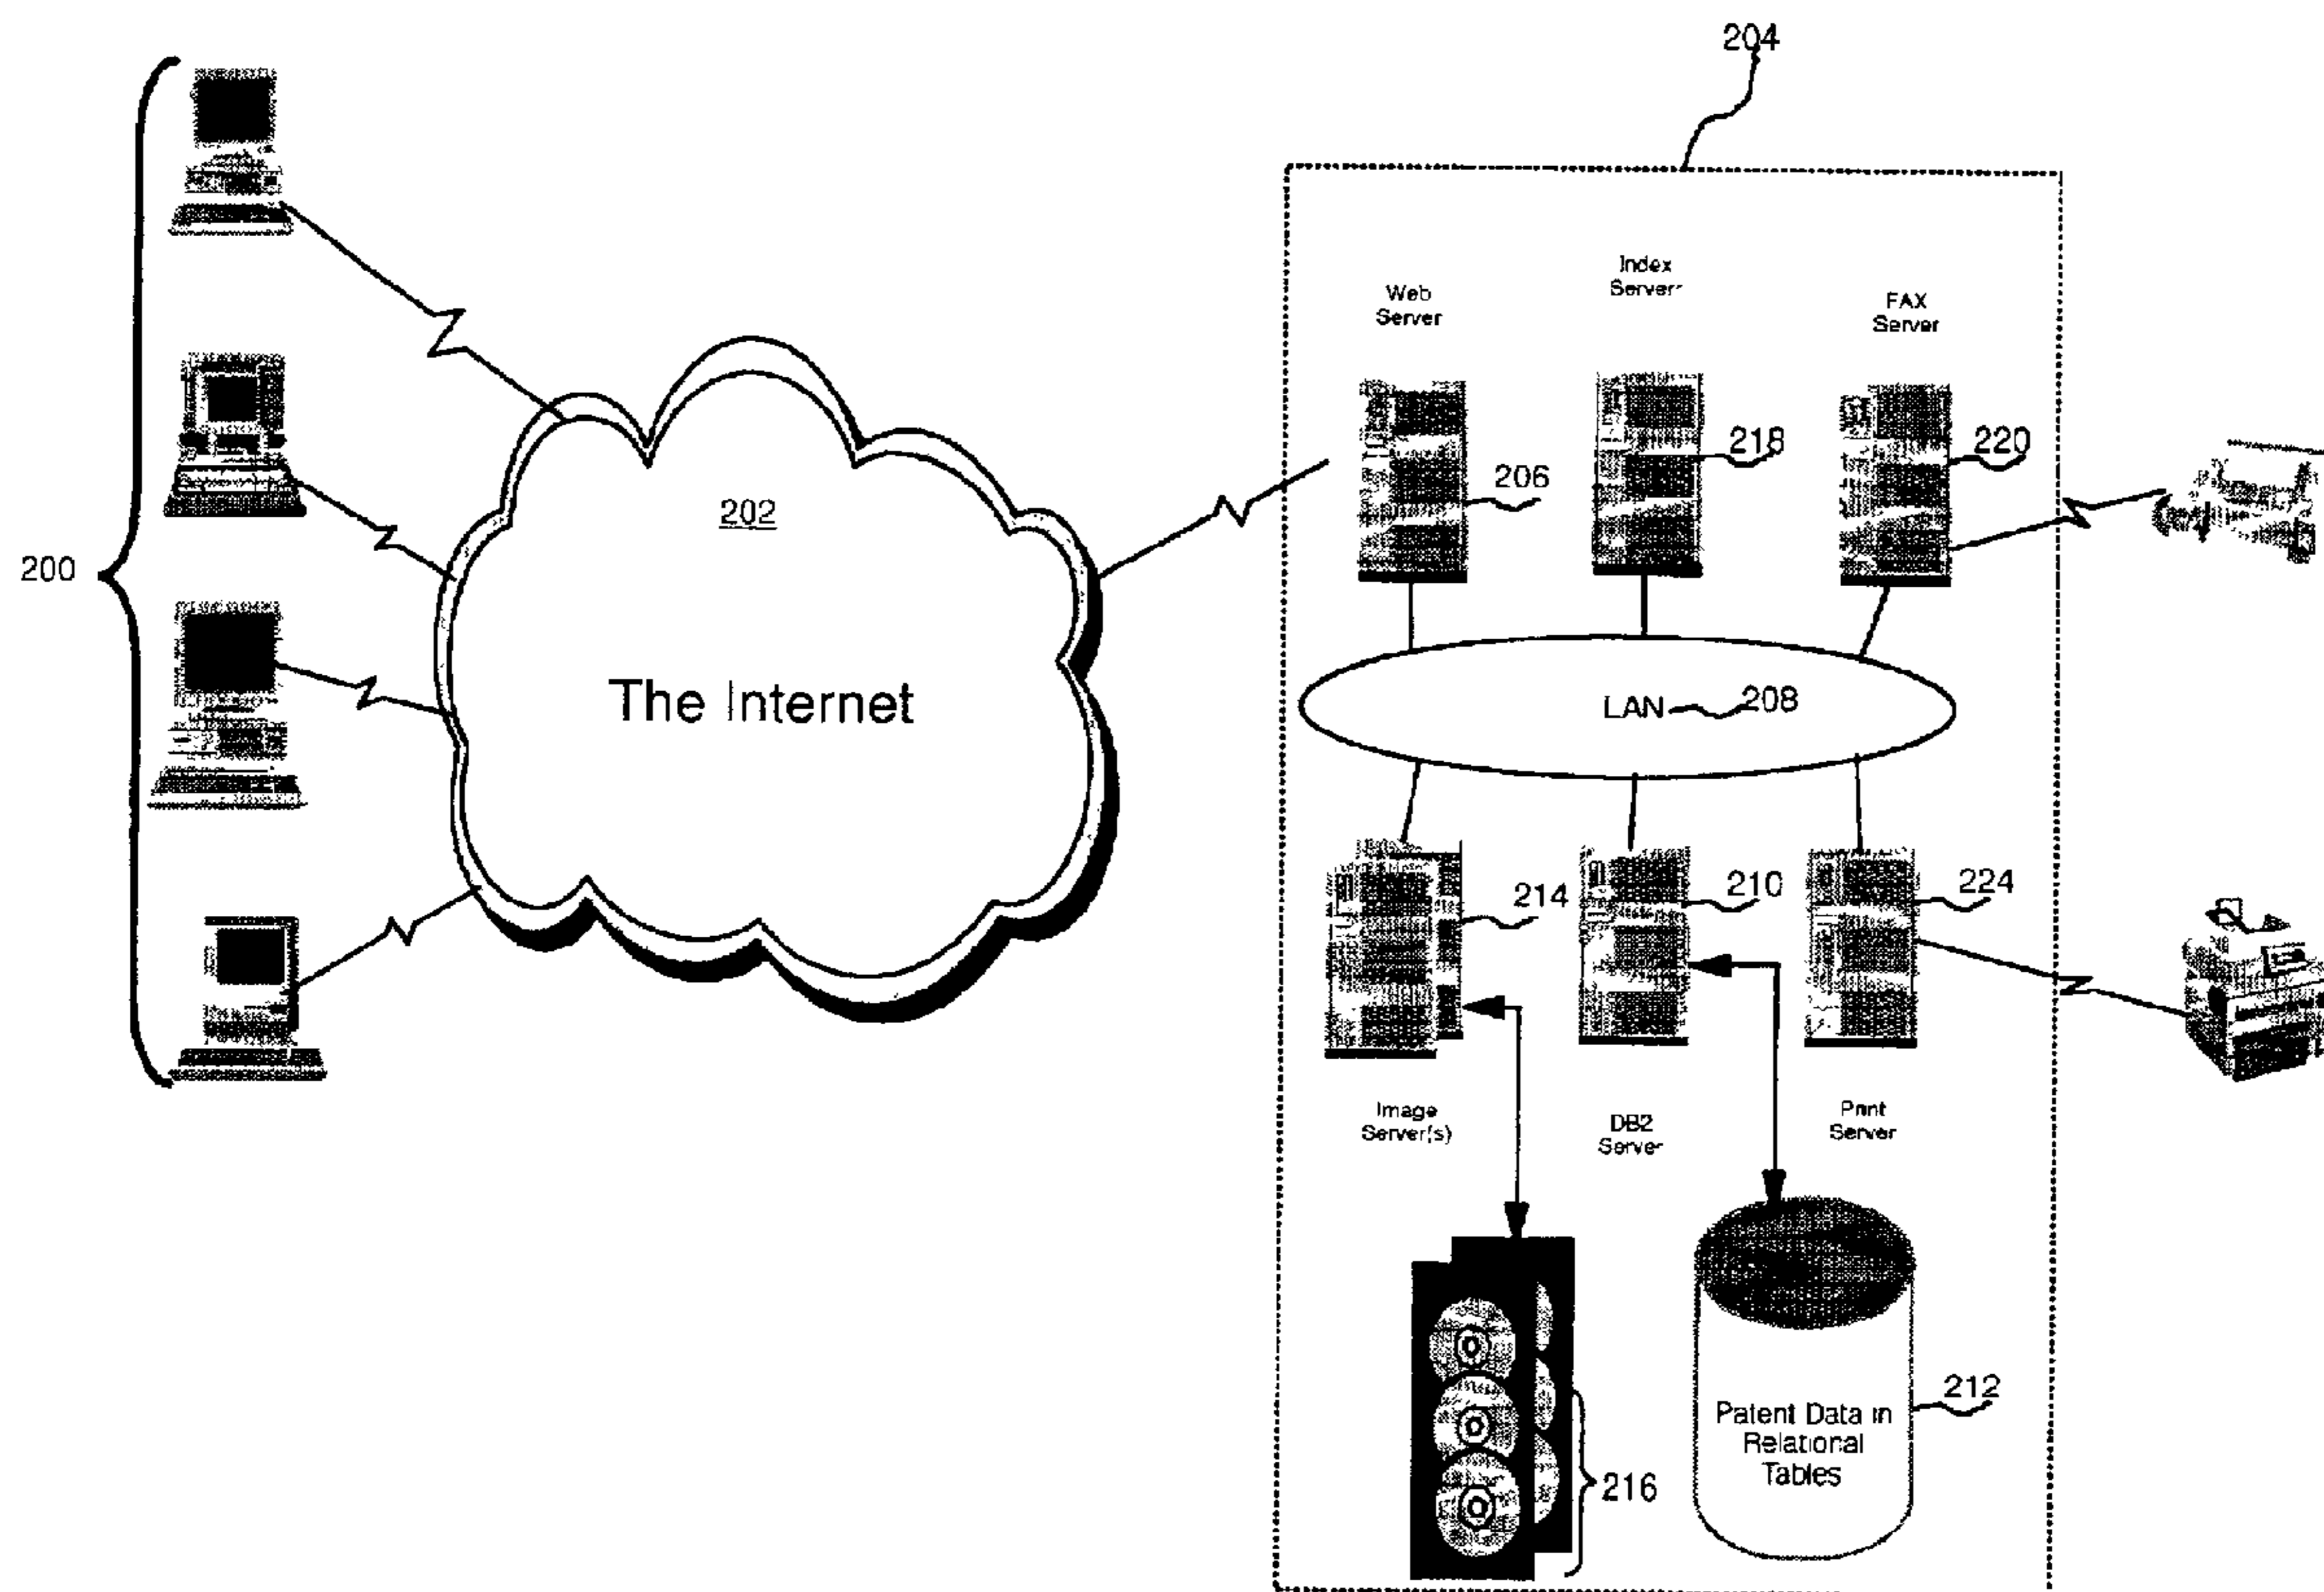 204
Index
Server
Web
Server
FAX
Server
218
220
206
202
200
The Internet
LAN 208
214
210
224
Image
Server(s)
DB2
Server
Print
Server
212
Patent Data in
Relational
Tables
216